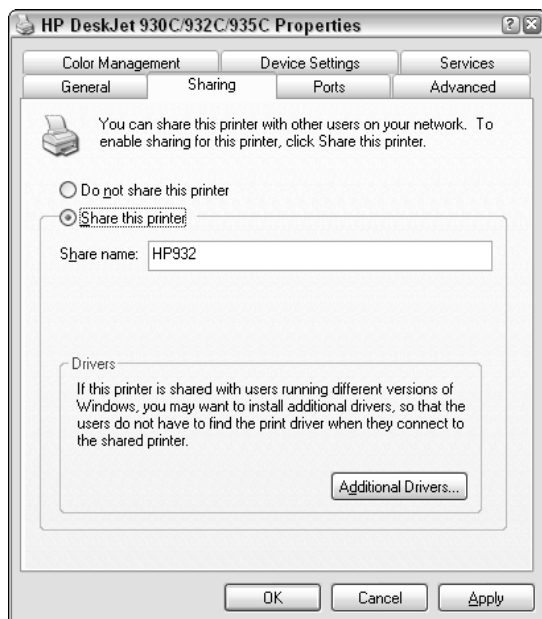 HP DeskJet 930C/932C/935C Properties
Color Management Device Settings Services
General Sharing Ports Advanced
You can share this printer with other users on your network. To
enable sharing for this printer, click Share this printer.
Do not share this printer
Share this printer
Share name: HP932
Drivers
If this printer is shared with users running different versions of
Windows, you may want to install additional drivers, so that the
users do not have to find the print driver when they connect to
the shared printer.
Additional Drivers...
OK Cancel Apply